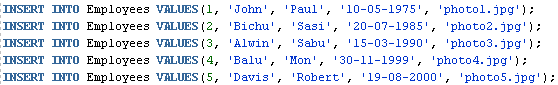 INSERT INTO Employees VALUES(1, 'John', 'Paul', '10-05-1975', 'photo1.jpg');
INSERT INTO Employees VALUES(2, 'Bichu', 'Sasi', '20-07-1985', 'photo2.jpg');
INSERT INTO Employees VALUES(3, 'Alwin', 'Sabu', '15-03-1990', 'photo3.jpg');
INSERT INTO Employees VALUES(4, 'Balu', 'Mon', '30-11-1999', 'photo4.jpg');
INSERT INTO Employees VALUES(5, 'Davis', 'Robert', '19-08-2000', 'photo5.jpg');